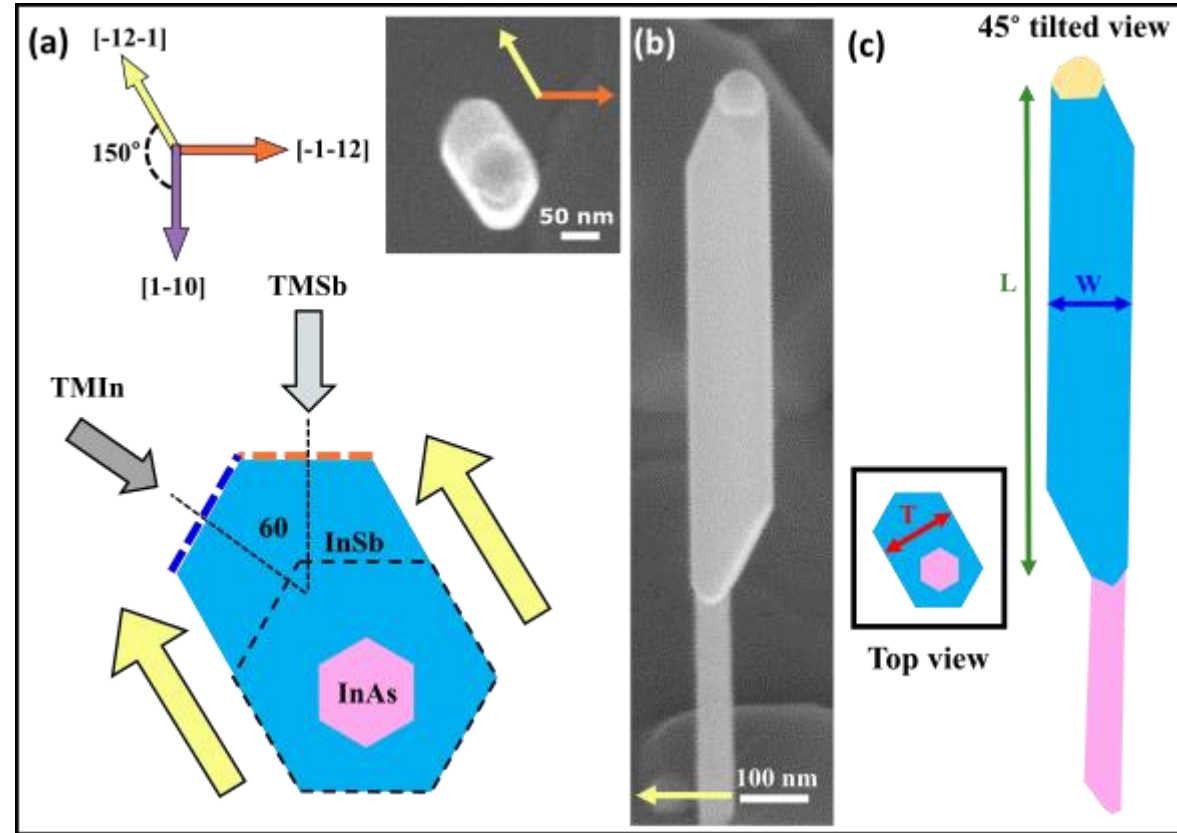 (a)
[-12-1]
150°
[-1-12]
[1-10]
50 nm
TMSb
TMIn
60
InSb
InAs
(b)
100 nm
(c)
45° tilted view
L
W
T
Top view